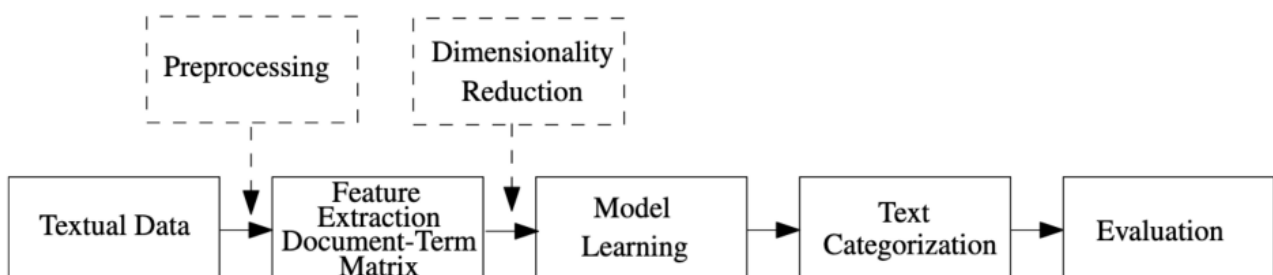 Preprocessing
Dimensionality
Reduction
Textual Data
Feature
Extraction
Document-Term
Matrix
Model
Learning
Text
Categorization
Evaluation